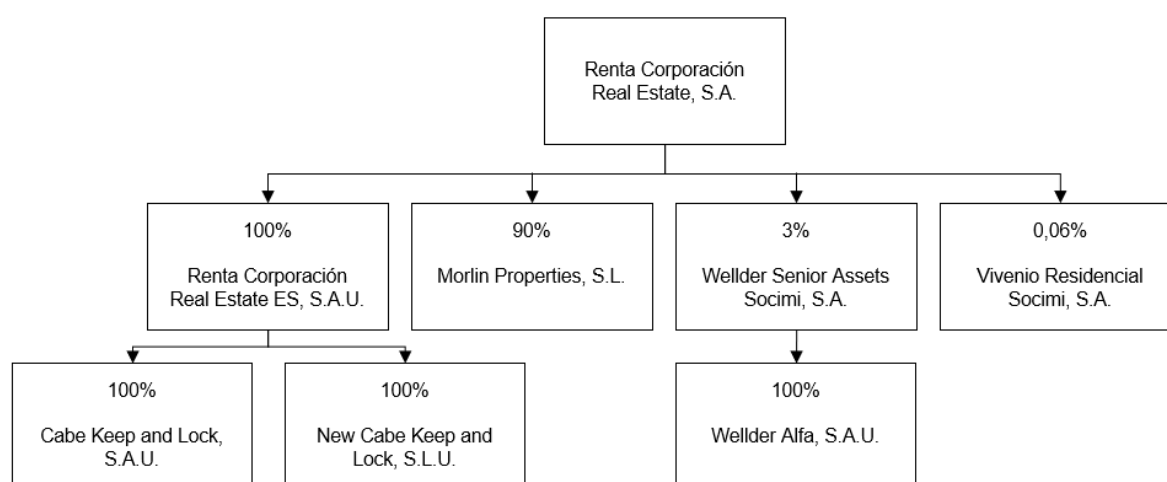 Renta Corporación
Real Estate, S.A.
100%
Renta Corporación
Real Estate ES, S.A.U.
90%
Morlin Properties, S.L.
3%
Wellder Senior Assets
Socimi, S.A.
0,06%
Vivenio Residencial
Socimi, S.A.
100%
Cabe Keep and Lock,
S.A.U.
100%
New Cabe Keep and
Lock, S.L.U.
100%
Wellder Alfa, S.A.U.